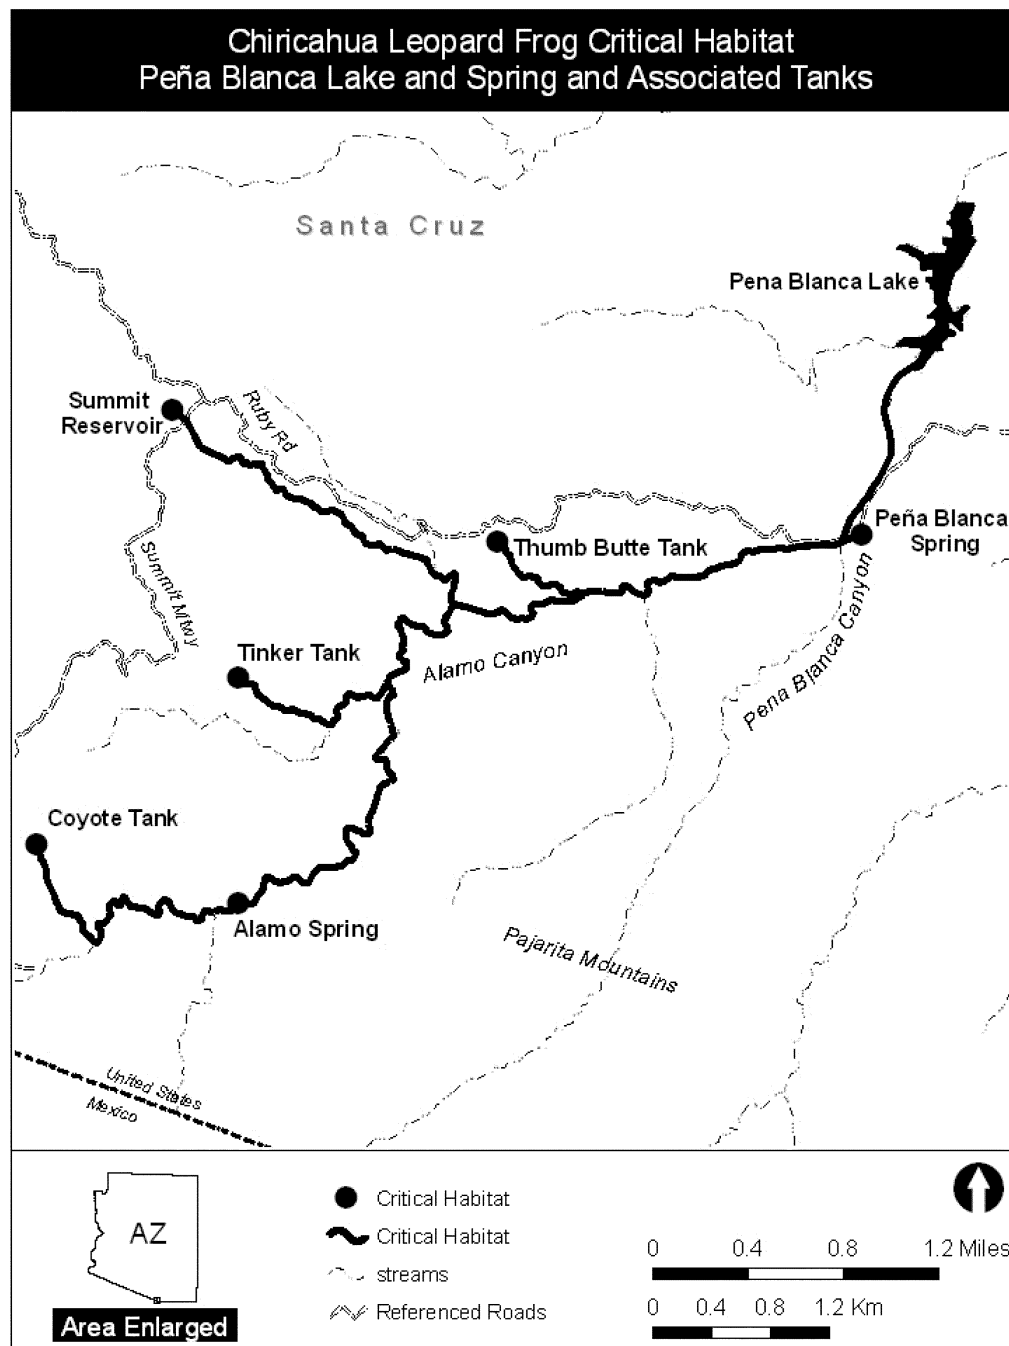 Chiricahua Leopard Frog Critical Habitat
Peña Blanca Lake and Spring and Associated Tanks
Santa Cruz
Pena Blanca Lake
Summit
Reservoir
Ruby Rd
Peña Blanca
Spring
Thumb Butte Tank
Summit Mtwy
Tinker Tank
Alamo Canyon
Pena Blanca Canyon
Coyote Tank
Alamo Spring
Pajarita Mountains
United States
Mexico
AZ
Area Enlarged
Critical Habitat
Critical Habitat
streams
Referenced Roads
0 0.4 0.8 1.2 Miles
0 0.4 0.8 1.2 Km